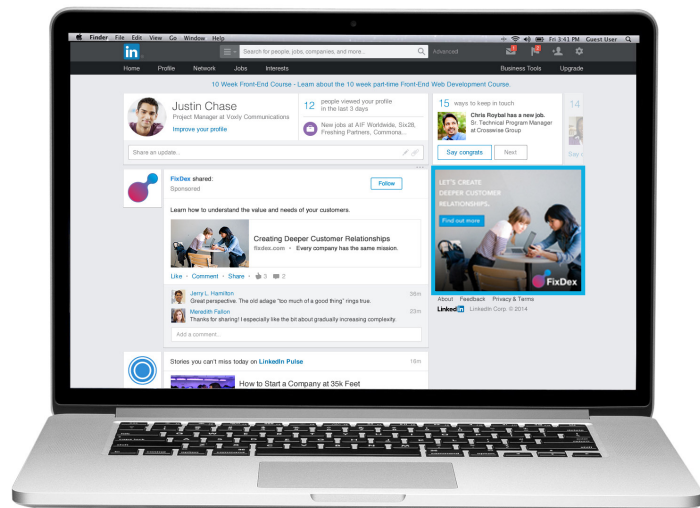 Finder File Edit View Go Window Help
Fri 3:41 PM Guest User
in
Search for people, jobs, companies, and more...
Advanced
Home Profile Network Jobs Interests
Business Tools Upgrade
10 Week Front-End Course - Learn about the 10 week part-time Front-End Web Development Course.
Justin Chase
Project Manager at Voxly Communications
Improve your profile
12 people viewed your profile
in the last 3 days
New jobs at AIF Worldwide, Six28,
Freshing Partners, Commona...
15 ways to keep in touch
Chris Roybal has a new job.
Sr. Technical Program Manager
at Crosswise Group
Say congrats Next
14
Share an update...
FixDex shared:
Sponsored
Follow
Learn how to understand the value and needs of your customers.
Creating Deeper Customer Relationships
fixdex.com • Every company has the same mission.
Like • Comment • Share • 3 2
Jerry L. Hamilton 36m
Great perspective. The old adage "too much of a good thing" rings true.
Meredith Fallon 23m
Thanks for sharing! I especially like the bit about gradually increasing complexity.
Add a comment...
Stories you can't miss today on LinkedIn Pulse 16m
How to Start a Company at 35k Feet
LET'S CREATE
DEEPER CUSTOMER
RELATIONSHIPS.
Find out more
FixDex
About Feedback Privacy & Terms
LinkedIn LinkedIn Corp. © 2014